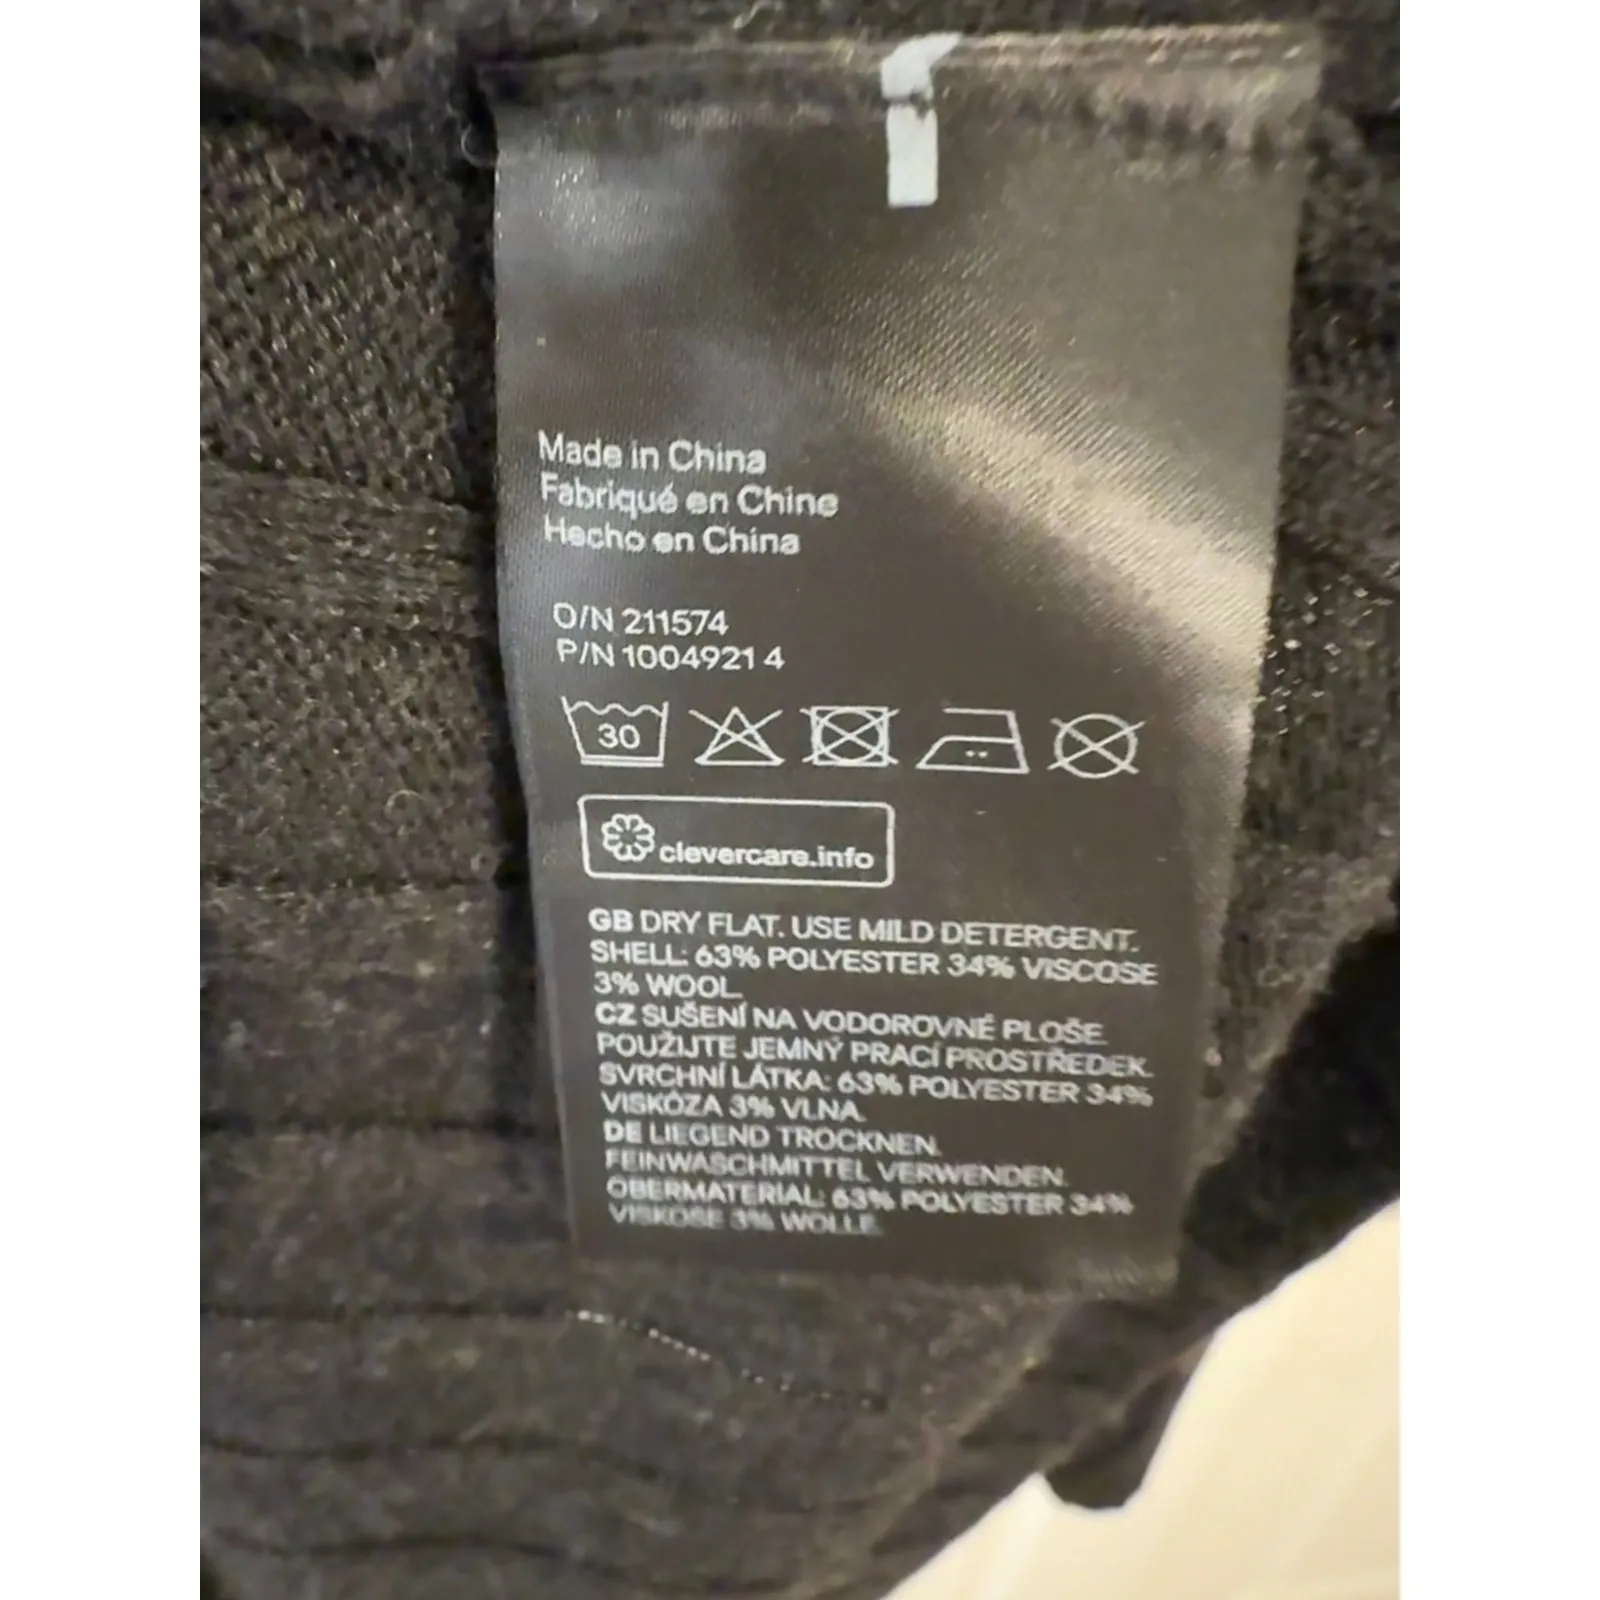 Made in China
Fabriqué en Chine
Hecho en China
O/N 211574
P/N 1004921 4
30
clevercare.info
GB DRY FLAT. USE MILD DETERGENT.
SHELL: 63% POLYESTER 34% VISCOSE
3% WOOL.
CZ SUŠENÍ NA VODOROVNÉ PLOŠE.
POUŽIJTE JEMNÝ PRACÍ PROSTŘEDEK.
SVRCHNÍ LÁTKA: 63% POLYESTER 34%
VISKÓZA 3% VLNA.
DE LIEGEND TROCKNEN.
FEINWASCHMITTEL VERWENDEN.
OBERMATERIAL: 63% POLYESTER 34%
VISKOSE 3% WOLLE.